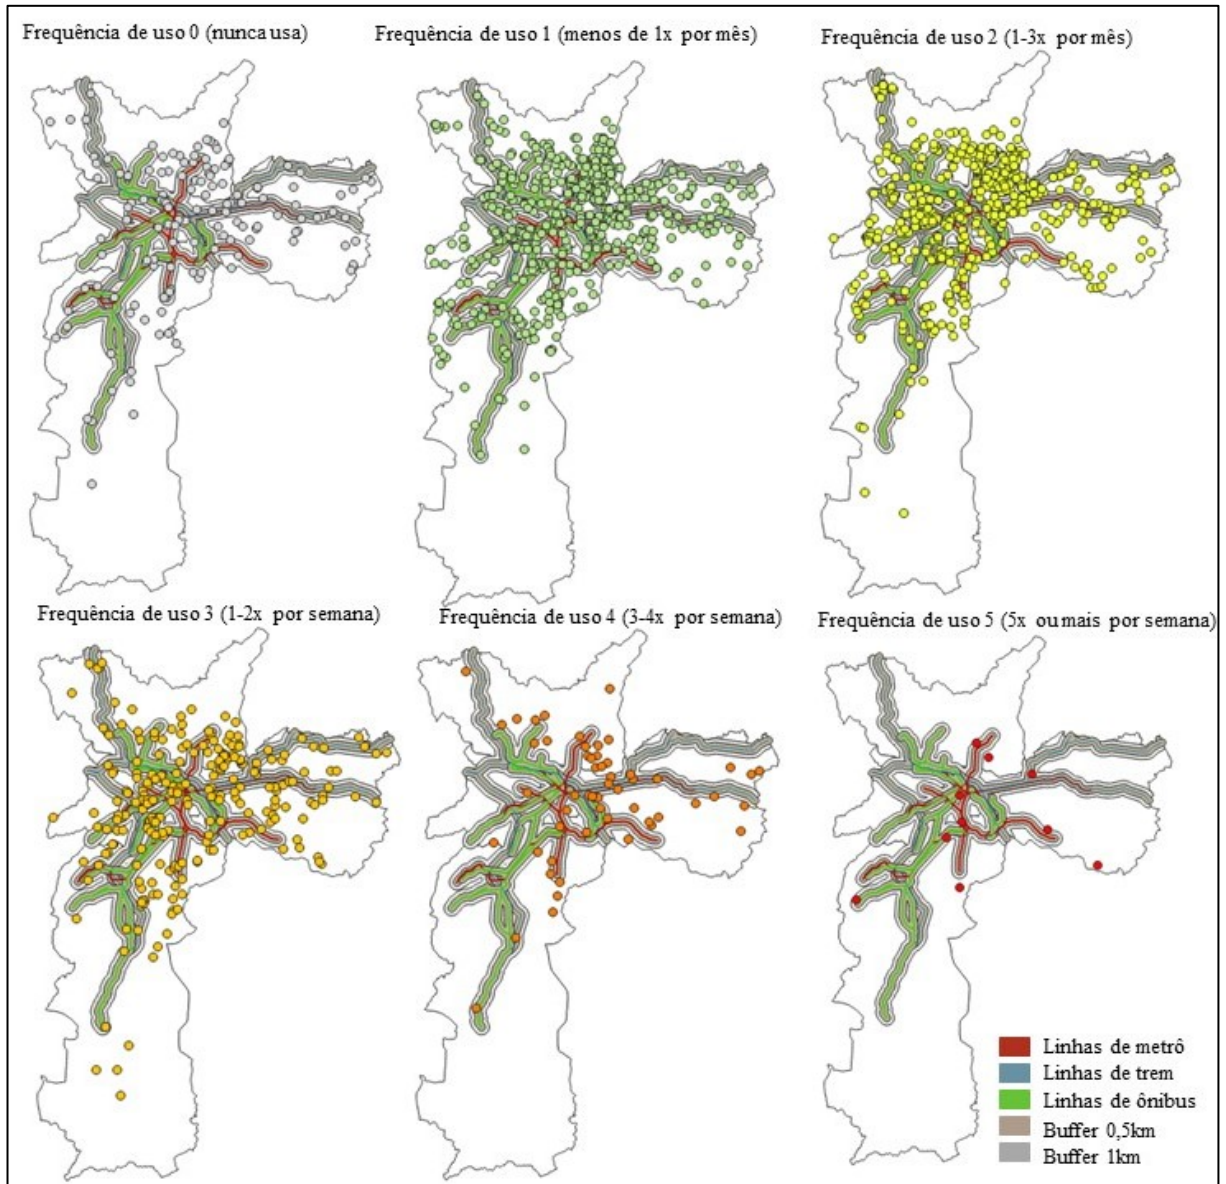 Frequência de uso 0 (nunca usa)
Frequência de uso 1 (menos de 1x por mês)
Frequência de uso 2 (1-3x por mês)
Frequência de uso 3 (1-2x por semana)
Frequência de uso 4 (3-4x por semana)
Frequência de uso 5 (5x ou mais por semana)
Linhas de metrô
Linhas de trem
Linhas de ônibus
Buffer 0,5km
Buffer 1km